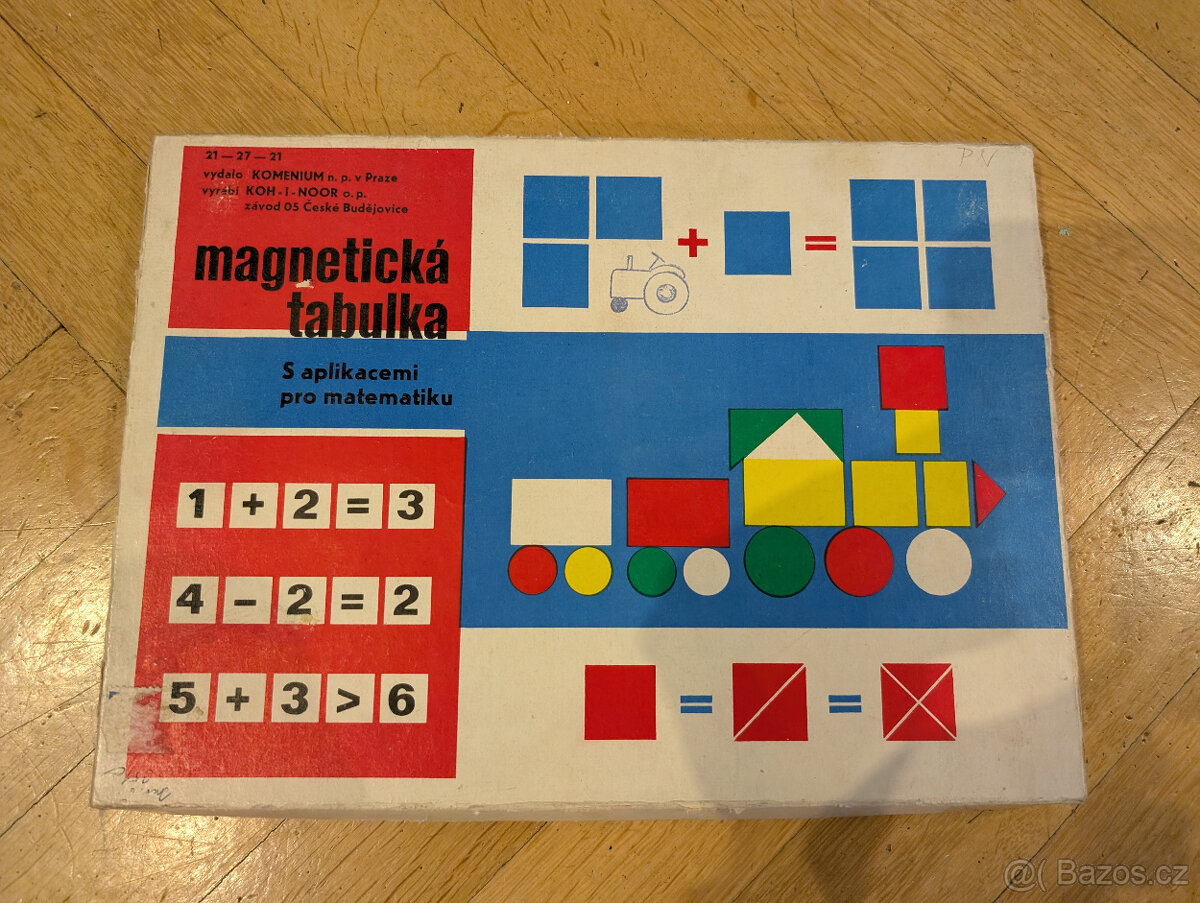 21 — 27 — 21
vydalo KOMENIUM n. p. v Praze
vyrábí KOH - I - NOOR o. p.
závod 05 České Budějovice
magnetická
tabulka
S aplikacemi
pro matematiku
1 + 2 = 3
4 - 2 = 2
5 + 3 > 6
+ =
= =
PN
@( Bazos.cz